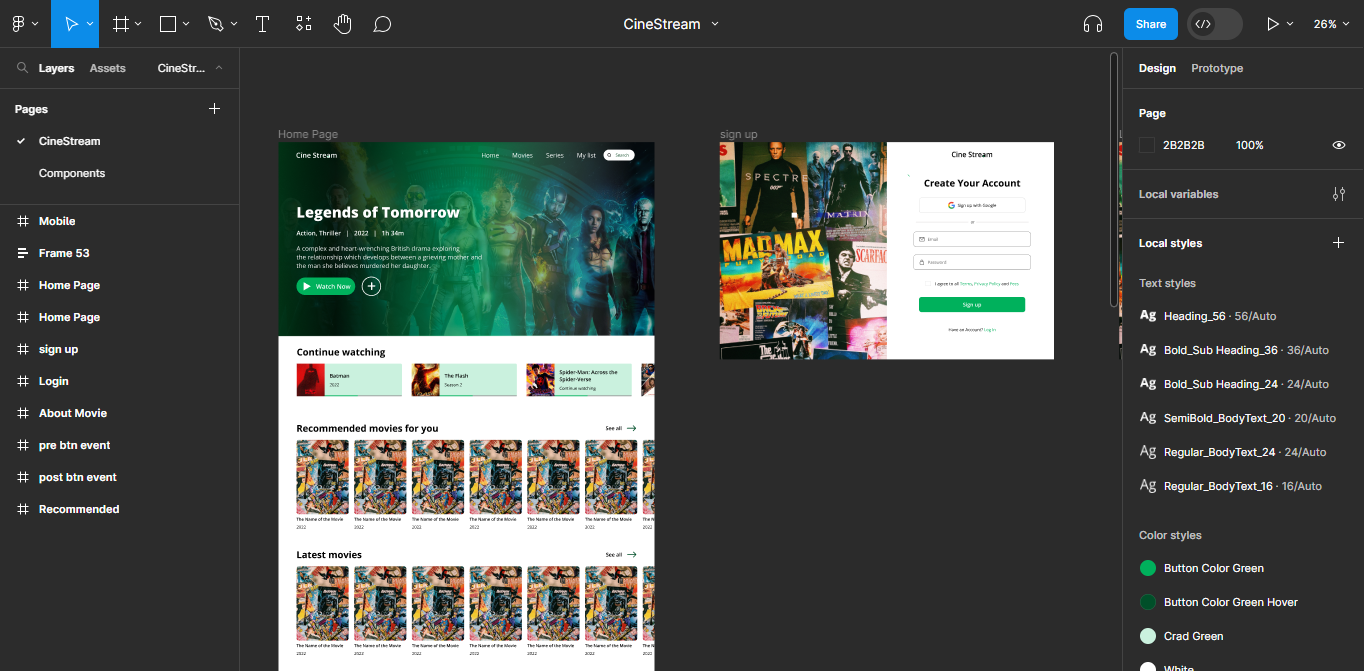 CineStream
Share
26%
Layers
Assets
CineStr...
Design
Prototype
Pages
CineStream
Components
Mobile
Frame 53
Home Page
Home Page
sign up
Login
About Movie
pre btn event
post btn event
Recommended
Home Page
Cine Stream
Home
Movies
Series
My list
Search
Legends of Tomorrow
Action, Thriller | 2022 | 1h 34m
A complex and heart-wrenching British drama exploring
the relationship which develops between a grieving mother and
the man she believes murdered her daughter.
Watch Now
Continue watching
Batman
2022
The Flash
Season 2
Spider-Man: Across the
Spider-Verse
Continue watching
Recommended movies for you
See all
The Name of the Movie
2022
The Name of the Movie
2022
The Name of the Movie
2022
The Name of the Movie
2022
The Name of the Movie
2022
The Name of the Movie
2022
Latest movies
See all
The Name of the Movie
2022
The Name of the Movie
2022
The Name of the Movie
2022
The Name of the Movie
2022
The Name of the Movie
2022
The Name of the Movie
2022
sign up
SPECTRE
007
MATRIX
MAD MAX
SCARFACE
BACK
FUTURE
Cine Stream
Create Your Account
Sign up with Google
or
Email
Password
I agree to all Terms, Privacy Policy and Fees
Sign up
Have an Account? Log In
Page
2B2B2B
100%
Local variables
Local styles
Text styles
Ag Heading_56 · 56/Auto
Ag Bold_Sub Heading_36 · 36/Auto
Ag Bold_Sub Heading_24 · 24/Auto
Ag SemiBold_BodyText_20 · 20/Auto
Ag Regular_BodyText_24 · 24/Auto
Ag Regular_BodyText_16 · 16/Auto
Color styles
Button Color Green
Button Color Green Hover
Crad Green
White